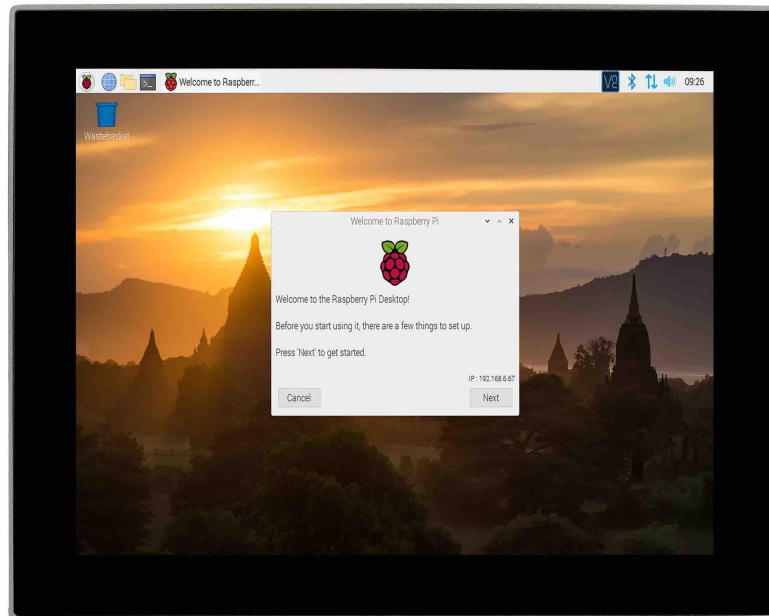 Welcome to Raspberr...
V2
09:26
Wastebasket
Welcome to Raspberry Pi
Welcome to the Raspberry Pi Desktop!
Before you start using it, there are a few things to set up.
Press 'Next' to get started.
IP : 192.168.6.67
Cancel
Next